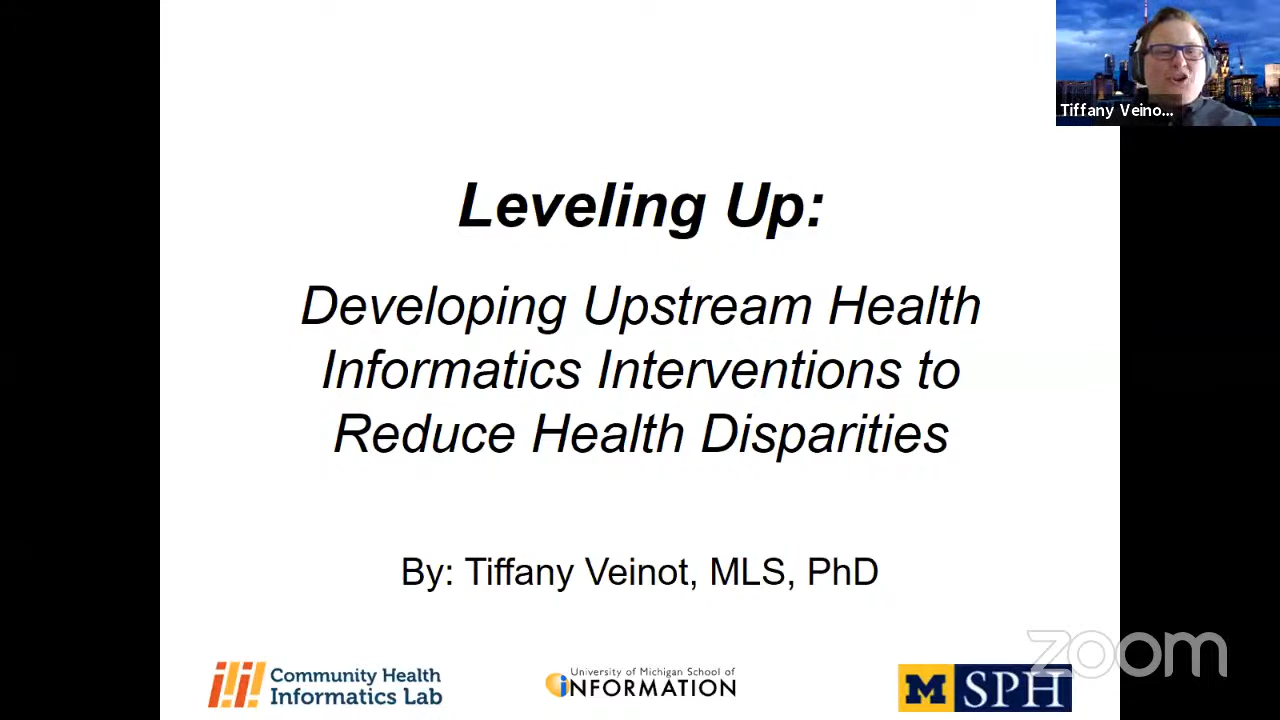 Tiffany Veino...
Leveling Up:
Developing Upstream Health
Informatics Interventions to
Reduce Health Disparities
By: Tiffany Veinot, MLS, PhD
zoom
Community Health
Informatics Lab
University of Michigan School of
INFORMATION
M SPH